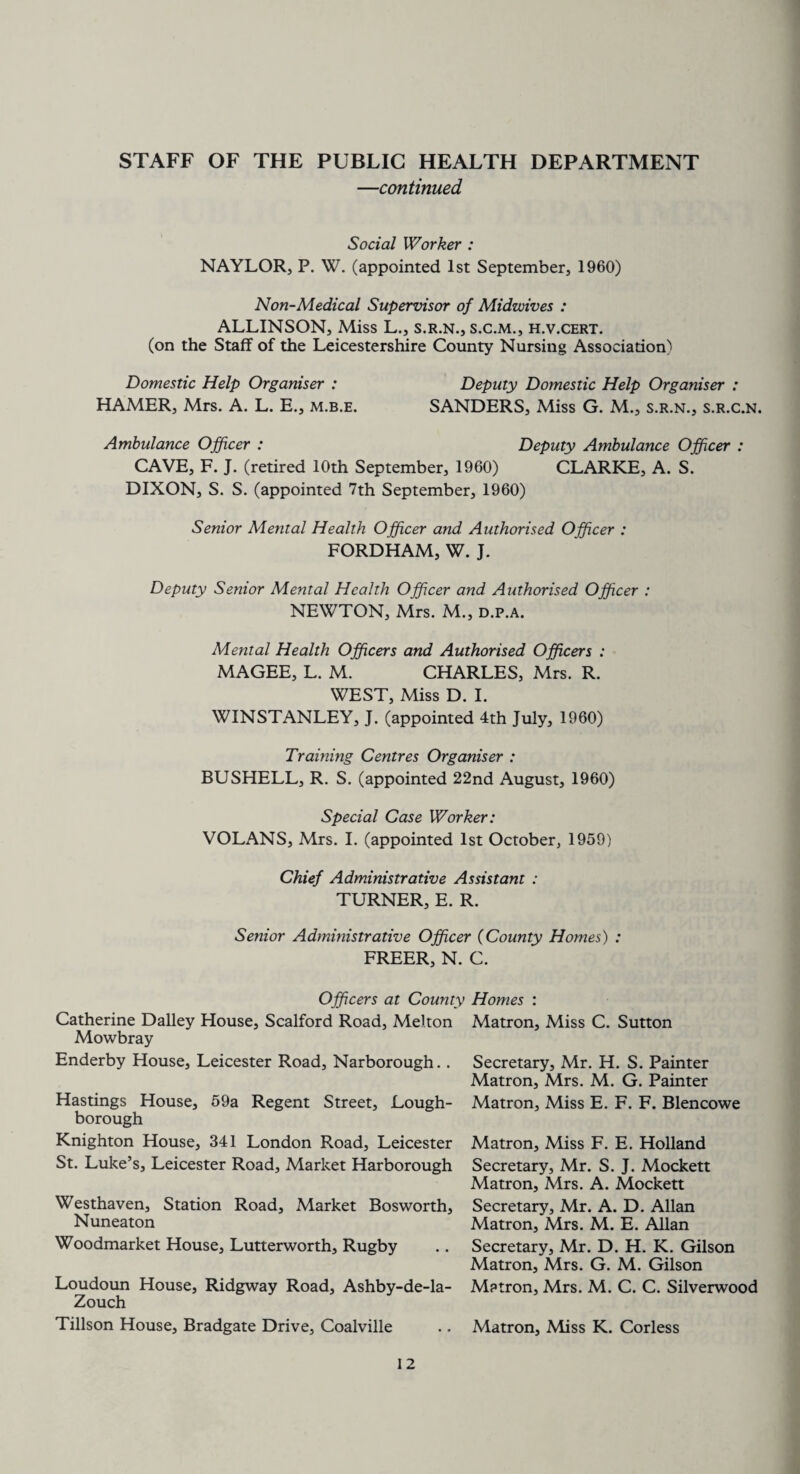 STAFF OF THE PUBLIC HEALTH DEPARTMENT
—continued
Social Worker :
NAYLOR, P. W. (appointed 1st September, 1960)
Non-Medical Supervisor of Midwives :
ALLINSON, Miss L., S.R.N., S.C.M., H.V.CERT.
(on the Staff of the Leicestershire County Nursing Association)
Domestic Help Organiser : Deputy Domestic Help Organiser :
HAMER, Mrs. A. L. E., M.B.E. SANDERS, Miss G. M., S.R.N., S.R.C.N.
Ambulance Officer : Deputy Ambulance Officer :
CAVE, F. J. (retired 10th September, 1960) CLARKE, A. S.
DIXON, S. S. (appointed 7th September, 1960)
Senior Mental Health Officer and Authorised Officer :
FORDHAM, W. J.
Deputy Senior Mental Health Officer and Authorised Officer :
NEWTON, Mrs. M., D.P.A.
Mental Health Officers and Authorised Officers :
MAGEE, L. M. CHARLES, Mrs. R.
WEST, Miss D. I.
WINSTANLEY, J. (appointed 4th July, 1960)
Training Centres Organiser :
BUSHELL, R. S. (appointed 22nd August, 1960)
Special Case Worker:
VOLANS, Mrs. I. (appointed 1st October, 1959)
Chief Administrative Assistant :
TURNER, E. R.
Senior Administrative Officer (County Homes) :
FREER, N. C.
Officers at County Homes :
Catherine Dalley House, Scalford Road, Melton Matron, Miss C. Sutton
Mowbray
Enderby House, Leicester Road, Narborough. . Secretary, Mr. H. S. Painter
Matron, Mrs. M. G. Painter
Hastings House, 59a Regent Street, Lough- Matron, Miss E. F. F. Blencowe
borough
Knighton House, 341 London Road, Leicester Matron, Miss F. E. Holland
St. Luke's, Leicester Road, Market Harborough Secretary, Mr. S. J. Mockett
Matron, Mrs. A. Mockett
Westhaven, Station Road, Market Bosworth, Secretary, Mr. A. D. Allan
Nuneaton Matron, Mrs. M. E. Allan
Woodmarket House, Lutterworth, Rugby . . Secretary, Mr. D. H. K. Gilson
Matron, Mrs. G. M. Gilson
Loudoun House, Ridgway Road, Ashby-de-la- Matron, Mrs. M. C. C. Silverwood
Zouch
Tillson House, Bradgate Drive, Coalville . . Matron, Miss K. Corless
12